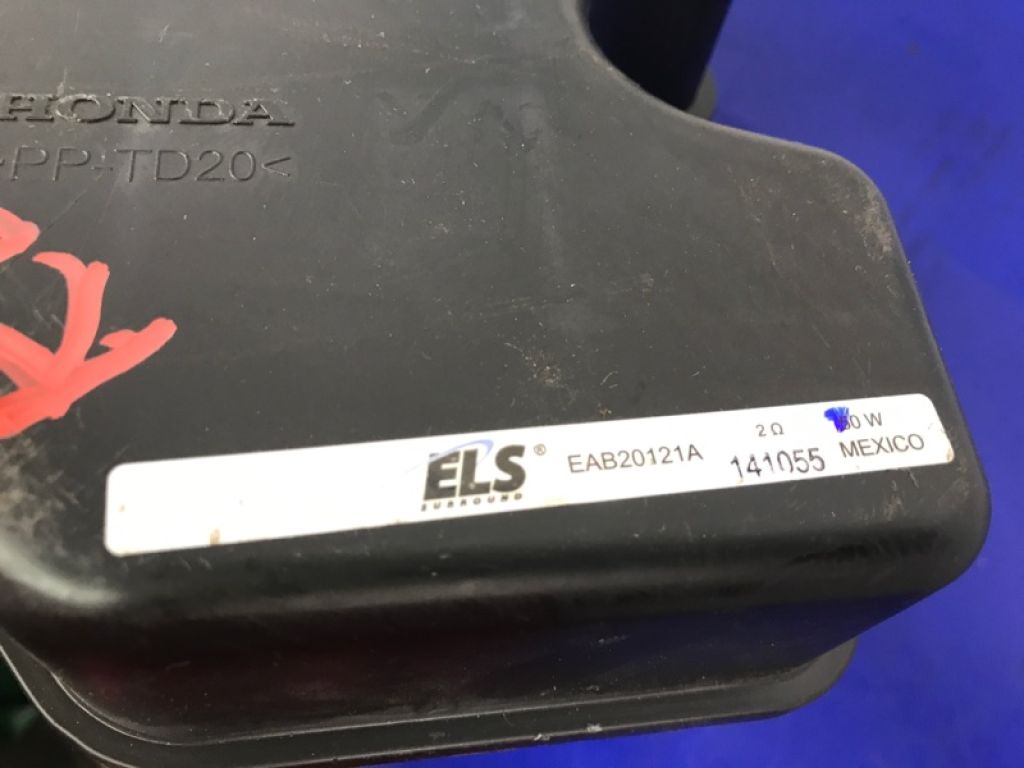 HONDA
>PP-TD20<
ELS® EAB20121A 2 Ω
SURROUND 141055 MEXICO